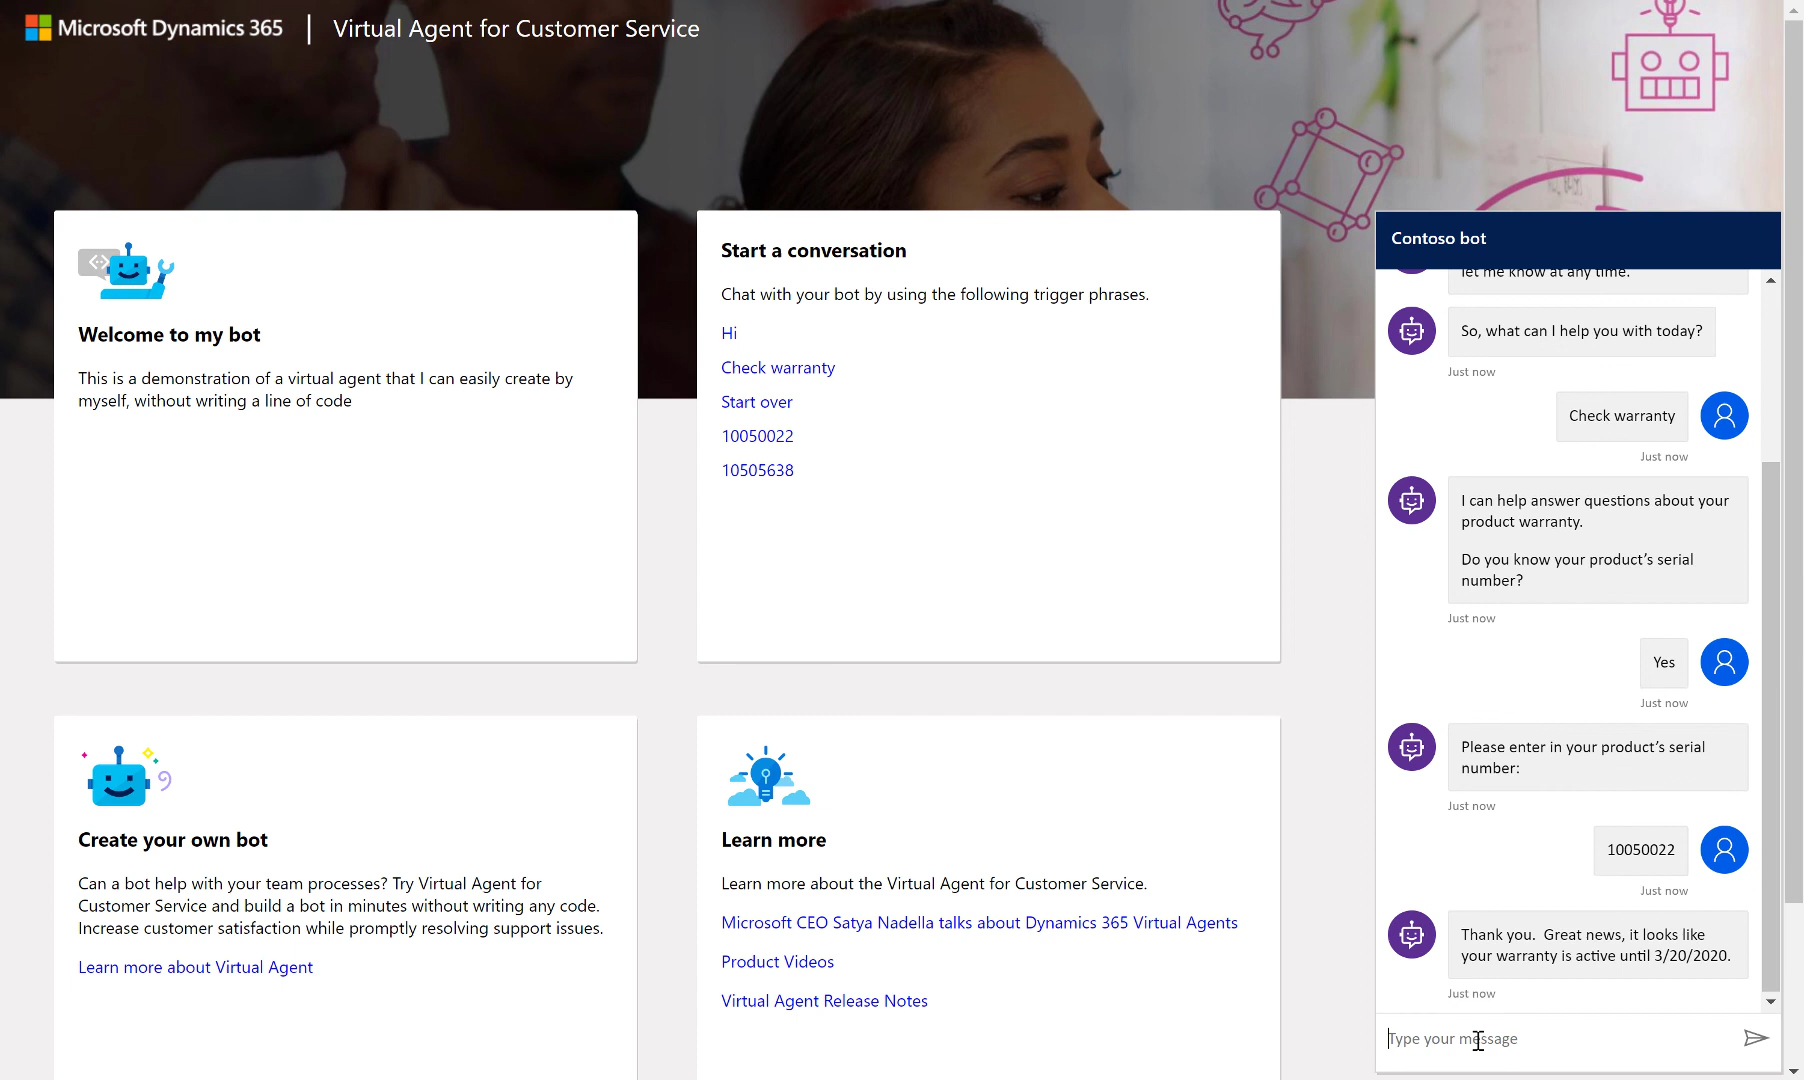 Microsoft Dynamics 365
Virtual Agent for Customer Service
Welcome to my bot
This is a demonstration of a virtual agent that I can easily create by
myself, without writing a line of code
Start a conversation
Chat with your bot by using the following trigger phrases.
Hi
Check warranty
Start over
10050022
10505638
Create your own bot
Can a bot help with your team processes? Try Virtual Agent for
Customer Service and build a bot in minutes without writing any code.
Increase customer satisfaction while promptly resolving support issues.
Learn more about Virtual Agent
Learn more
Learn more about the Virtual Agent for Customer Service.
Microsoft CEO Satya Nadella talks about Dynamics 365 Virtual Agents
Product Videos
Virtual Agent Release Notes
Contoso bot
let me know at any time.
So, what can I help you with today?
Just now
Check warranty
Just now
I can help answer questions about your
product warranty.
Do you know your product’s serial
number?
Just now
Yes
Just now
Please enter in your product’s serial
number:
Just now
10050022
Just now
Thank you. Great news, it looks like
your warranty is active until 3/20/2020.
Just now
Type your message